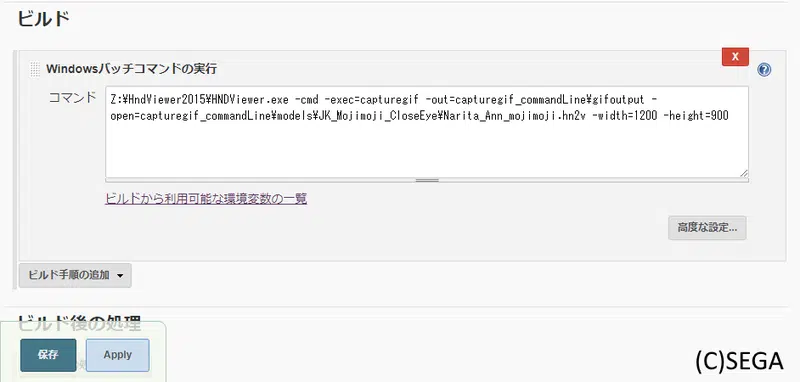 ビルド
Windowsバッチコマンドの実行
X
コマンド
Z:¥HndViewer2015¥HNDViewer.exe -cmd -exec=capturegif -out=capturegif_commandLine¥gifoutput -
open=capturegif_commandLine¥models¥JK_Mojimoji_CloseEye¥Narita_Ann_mojimoji.hn2v -width=1200 -height=900
ビルドから利用可能な環境変数の一覧
高度な設定...
ビルド手順の追加
ビルド後の処理
保存
Apply
(C)SEGA